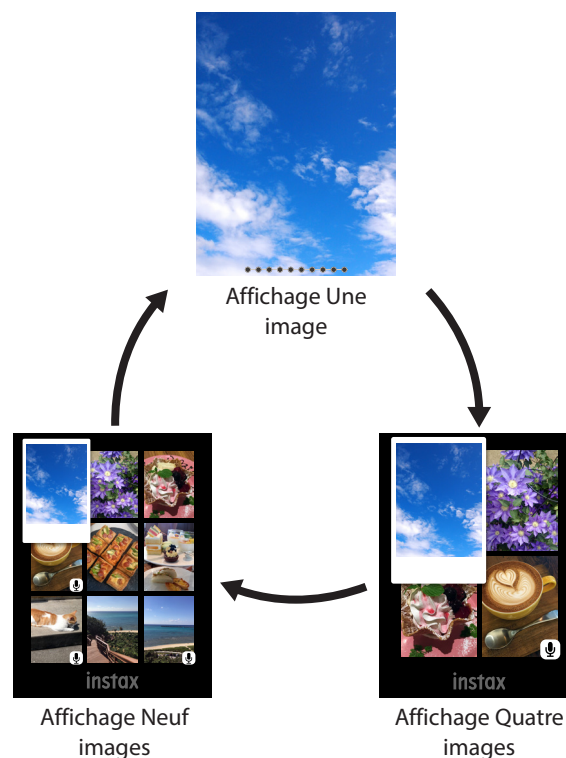 Affichage Une
image
instax
Affichage Neuf
images
instax
Affichage Quatre
images